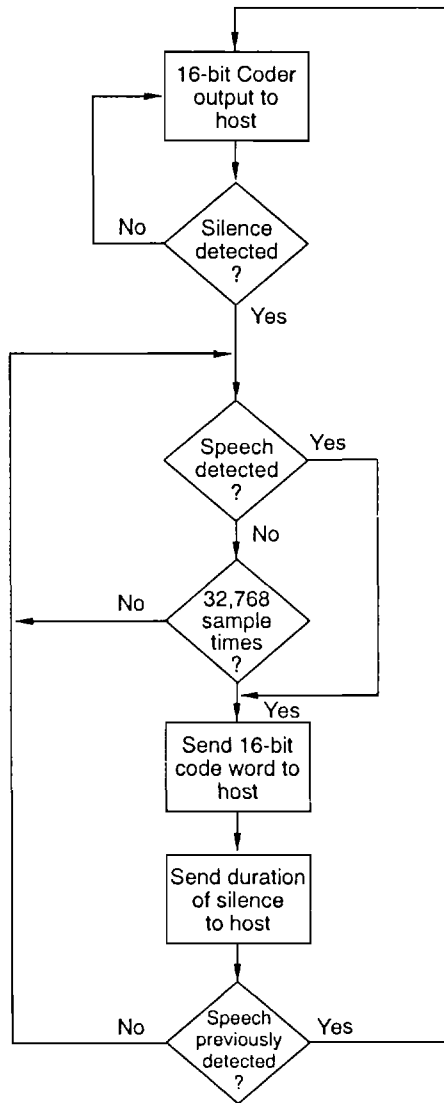 16-bit Coder
output to
host
Silence
detected
?
No
Yes
Speech
detected
?
Yes
No
32,768
sample
times
?
No
Yes
Send 16-bit
code word to
host
Send duration
of silence
to host
Speech
previously
detected
?
No
Yes